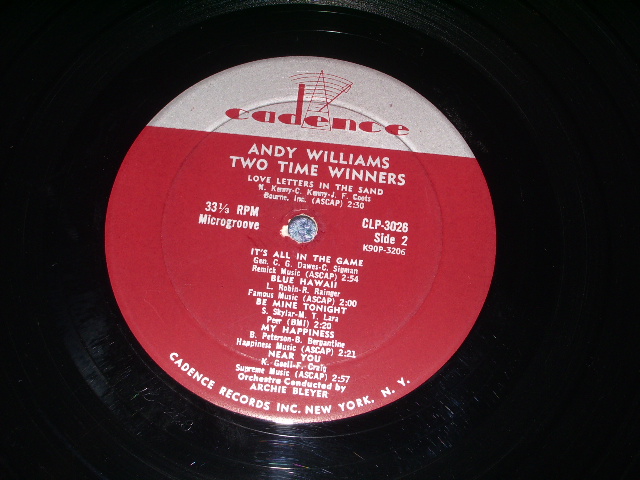 cadence
ANDY WILLIAMS
TWO TIME WINNERS
LOVE LETTERS IN THE SAND
N. Kenny-C. Kenny-J. F. Coots
Bourne, Inc. (ASCAP) 2:30
33⅓ RPM
Microgroove
CLP-3026
Side 2
K90P-3206
IT'S ALL IN THE GAME
Gen. C. G. Dawes-C. Sigman
Remick Music (ASCAP) 2:54
BLUE HAWAII
L. Robin-R. Rainger
Famous Music (ASCAP) 2:00
BE MINE TONIGHT
S. Skylar-M. T. Lara
Peer (BMI) 2:20
MY HAPPINESS
B. Peterson-B. Bergantine
Happiness Music (ASCAP) 2:21
NEAR YOU
K. Goell-F. Craig
Supreme Music (ASCAP) 2:57
Orchestra Conducted by
ARCHIE BLEYER
CADENCE RECORDS INC. NEW YORK, N. Y.